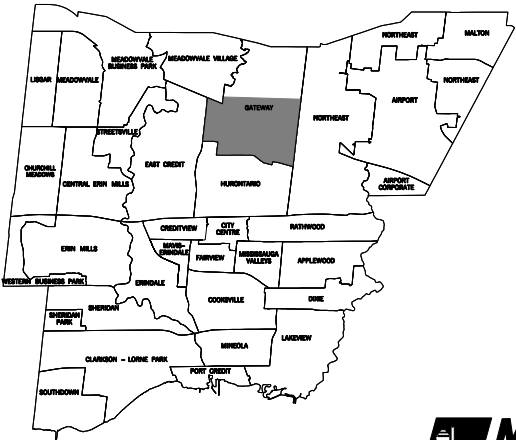 NORTHEAST
MALTON
MEADOWVALE
BUSINESS PARK
MEADOWVALE VILLAGE
LISGAR
MEADOWVALE
NORTHEAST
GATEWAY
AIRPORT
NORTHEAST
STREETSVILLE
EAST CREDIT
CHURCHILL
MEADOWS
CENTRAL ERIN MILLS
HURONTARIO
AIRPORT
CORPORATE
CREDITVIEW
CITY
CENTRE
RATHWOOD
ERIN MILLS
MAVIS-
ERINDALE
FAIRVIEW
MISSISSAUGA
VALLEYS
APPLEWOOD
WESTERN BUSINESS PARK
ERINDALE
SHERIDAN
COOKSVILLE
DIXIE
SHERIDAN
PARK
MINEOLA
LAKEVIEW
CLARKSON - LORNE PARK
PORT CREDIT
SOUTHDOWN
M